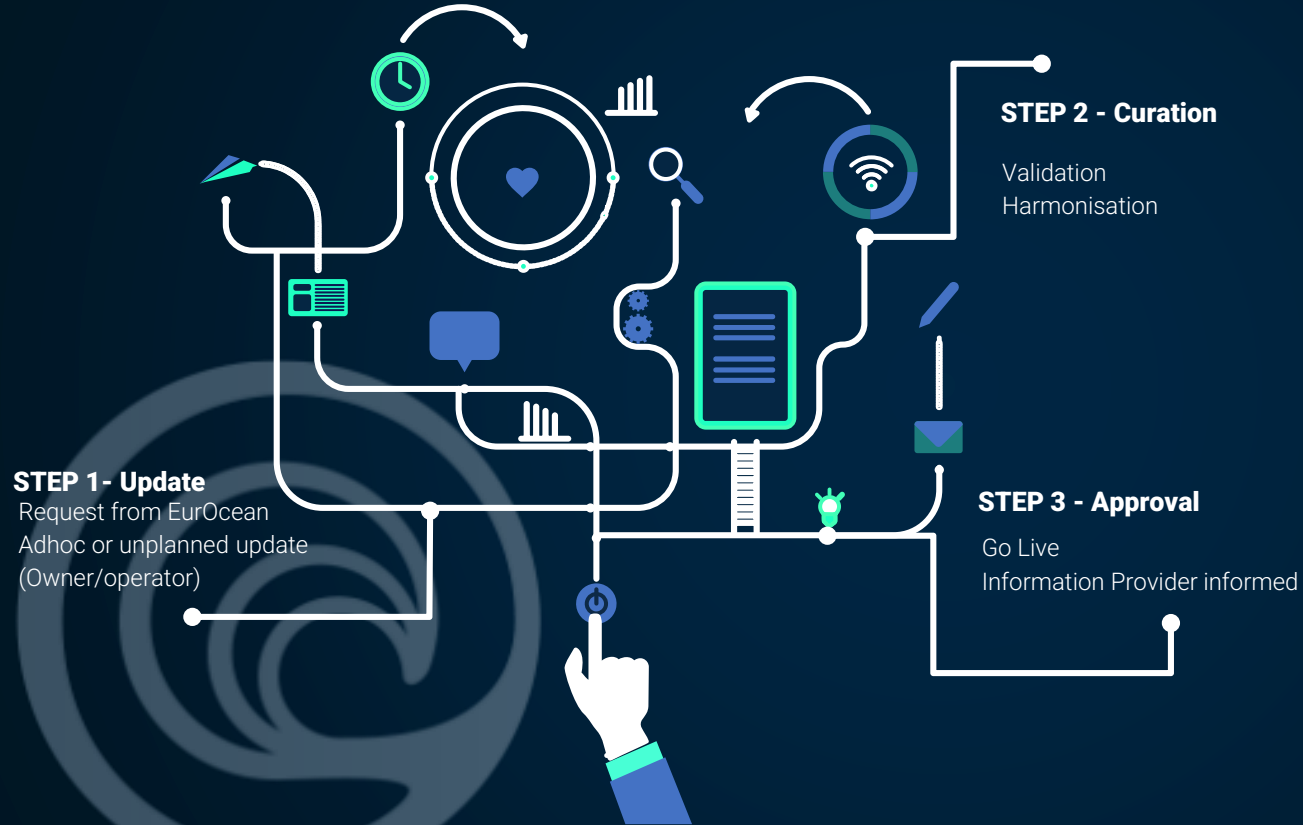 STEP 2 - Curation
Validation
Harmonisation
STEP 1- Update
Request from EurOcean
Adhoc or unplanned update
(Owner/operator)
STEP 3 - Approval
Go Live
Information Provider informed